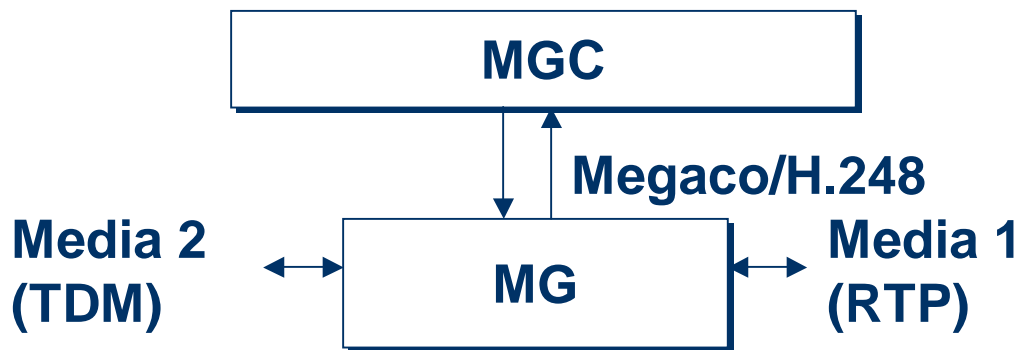 MGC
Megaco/H.248
Media 2
(TDM)
MG
Media 1
(RTP)